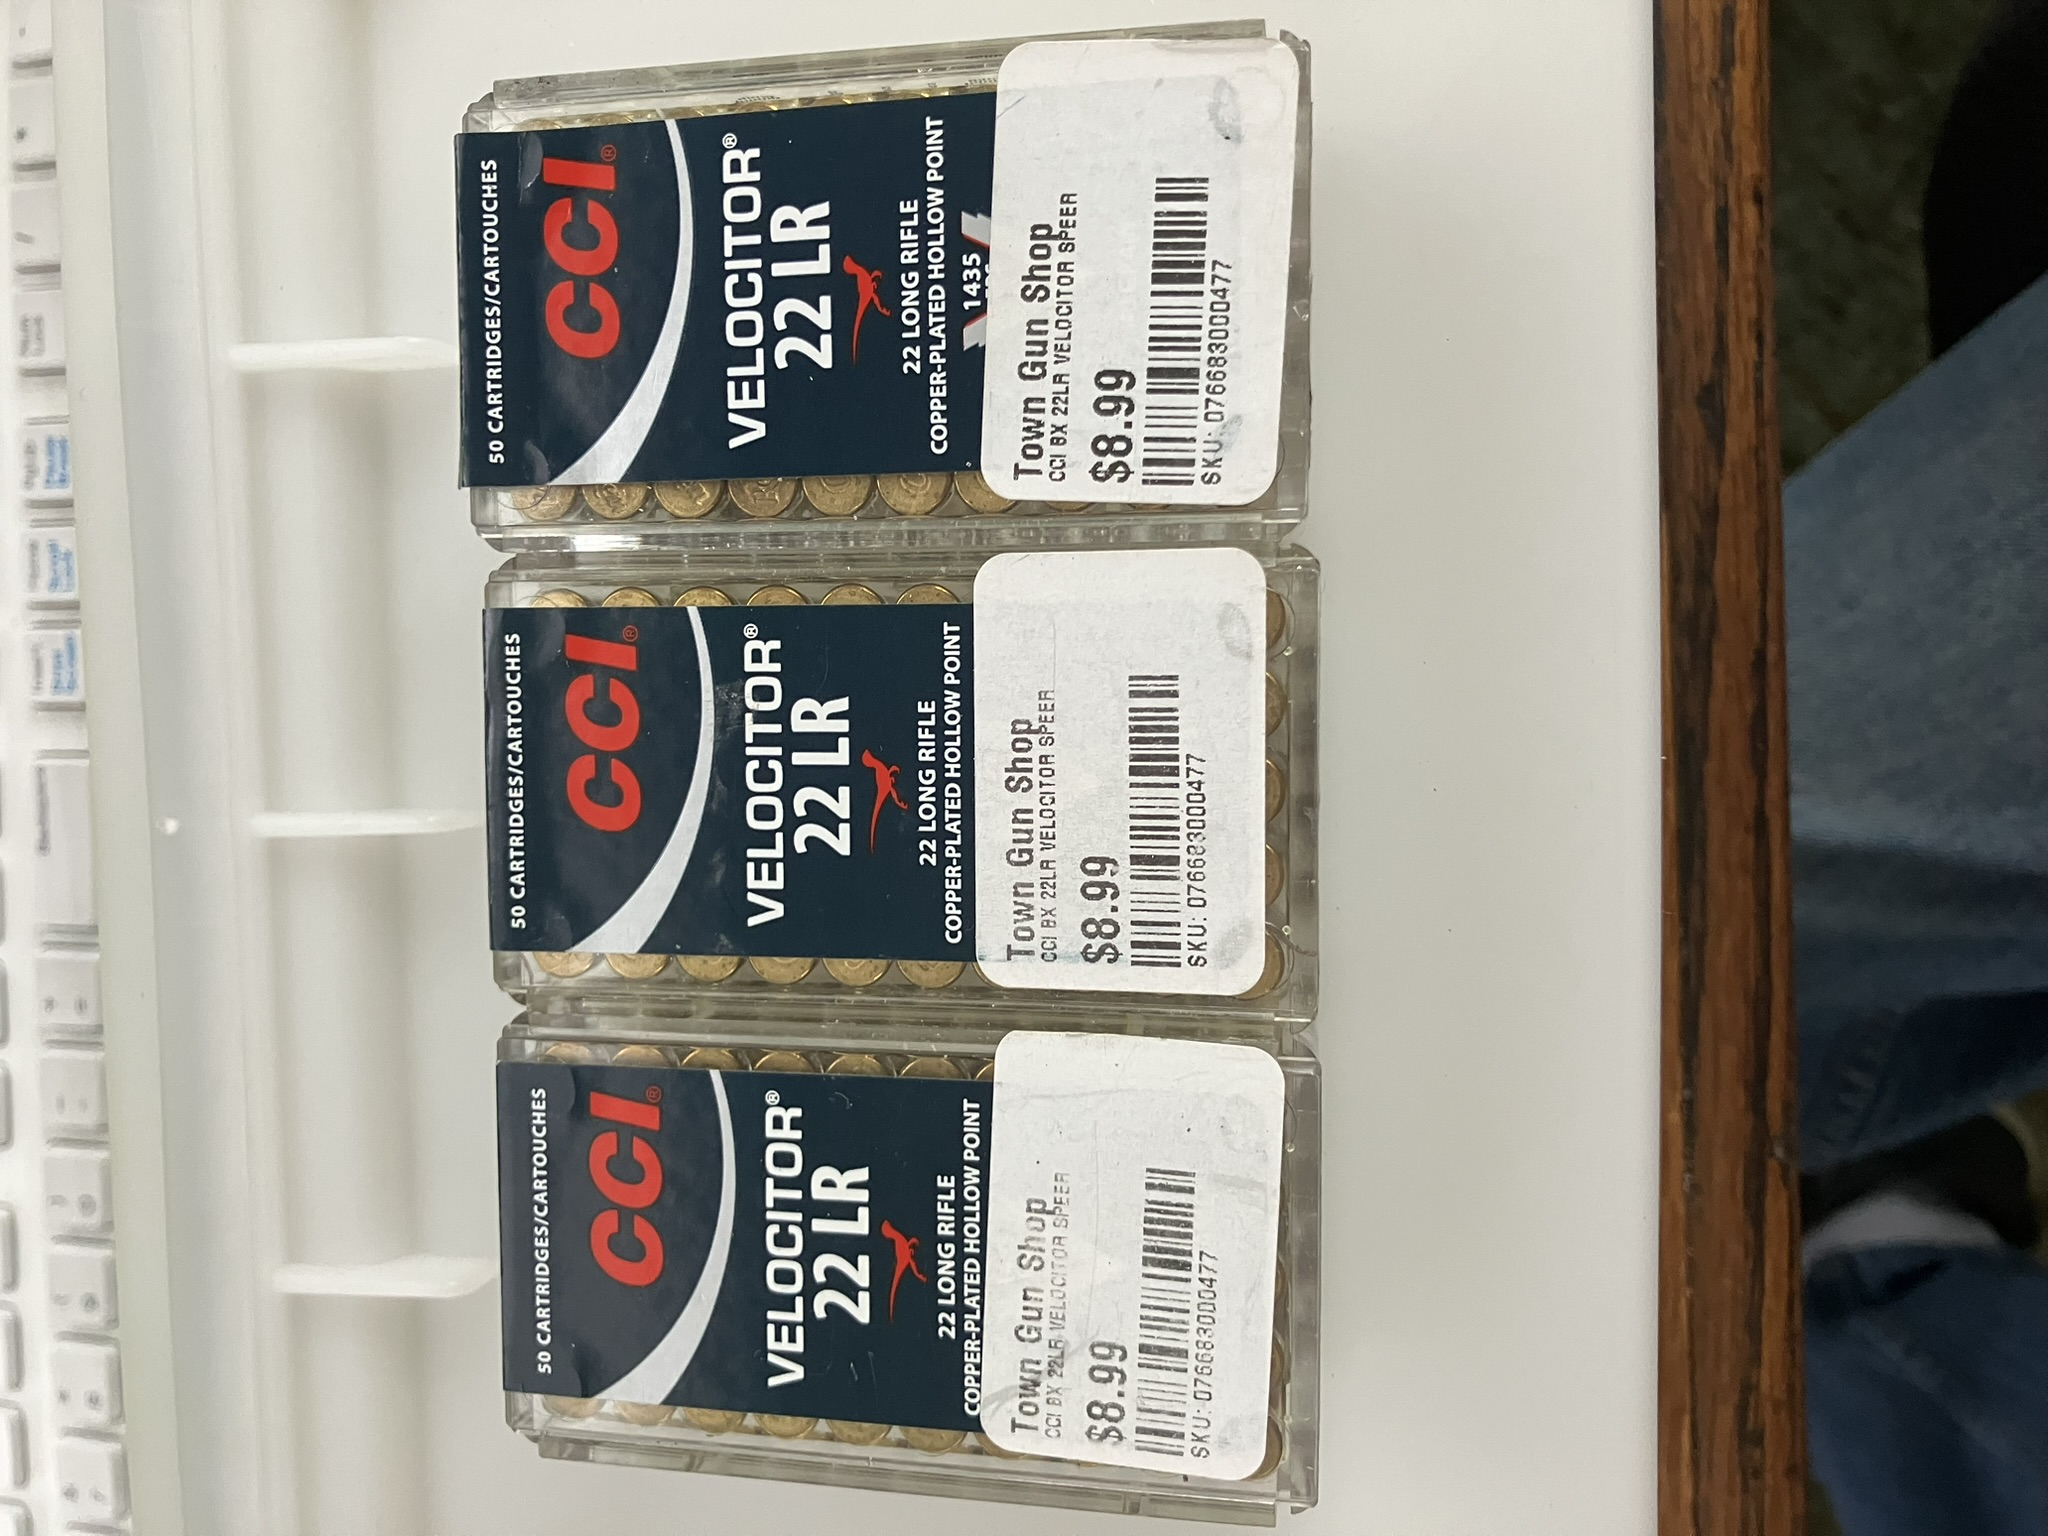 50 CARTRIDGES/CARTOUCHES
CCI®
VELOCITOR®
22 LR
22 LONG RIFLE
COPPER-PLATED HOLLOW POINT
Town Gun Shop
CCI BX 22LR VELOCITOR SPEER
$8.99
SKU: 076683000477
50 CARTRIDGES/CARTOUCHES
CCI®
VELOCITOR®
22 LR
22 LONG RIFLE
COPPER-PLATED HOLLOW POINT
Town Gun Shop
CCI BX 22LR VELOCITOR SPEER
$8.99
SKU: 076683000477
50 CARTRIDGES/CARTOUCHES
CCI®
VELOCITOR®
22 LR
22 LONG RIFLE
COPPER-PLATED HOLLOW POINT
1435
Town Gun Shop
CCI BX 22LR VELOCITOR SPEER
$8.99
SKU: 076683000477